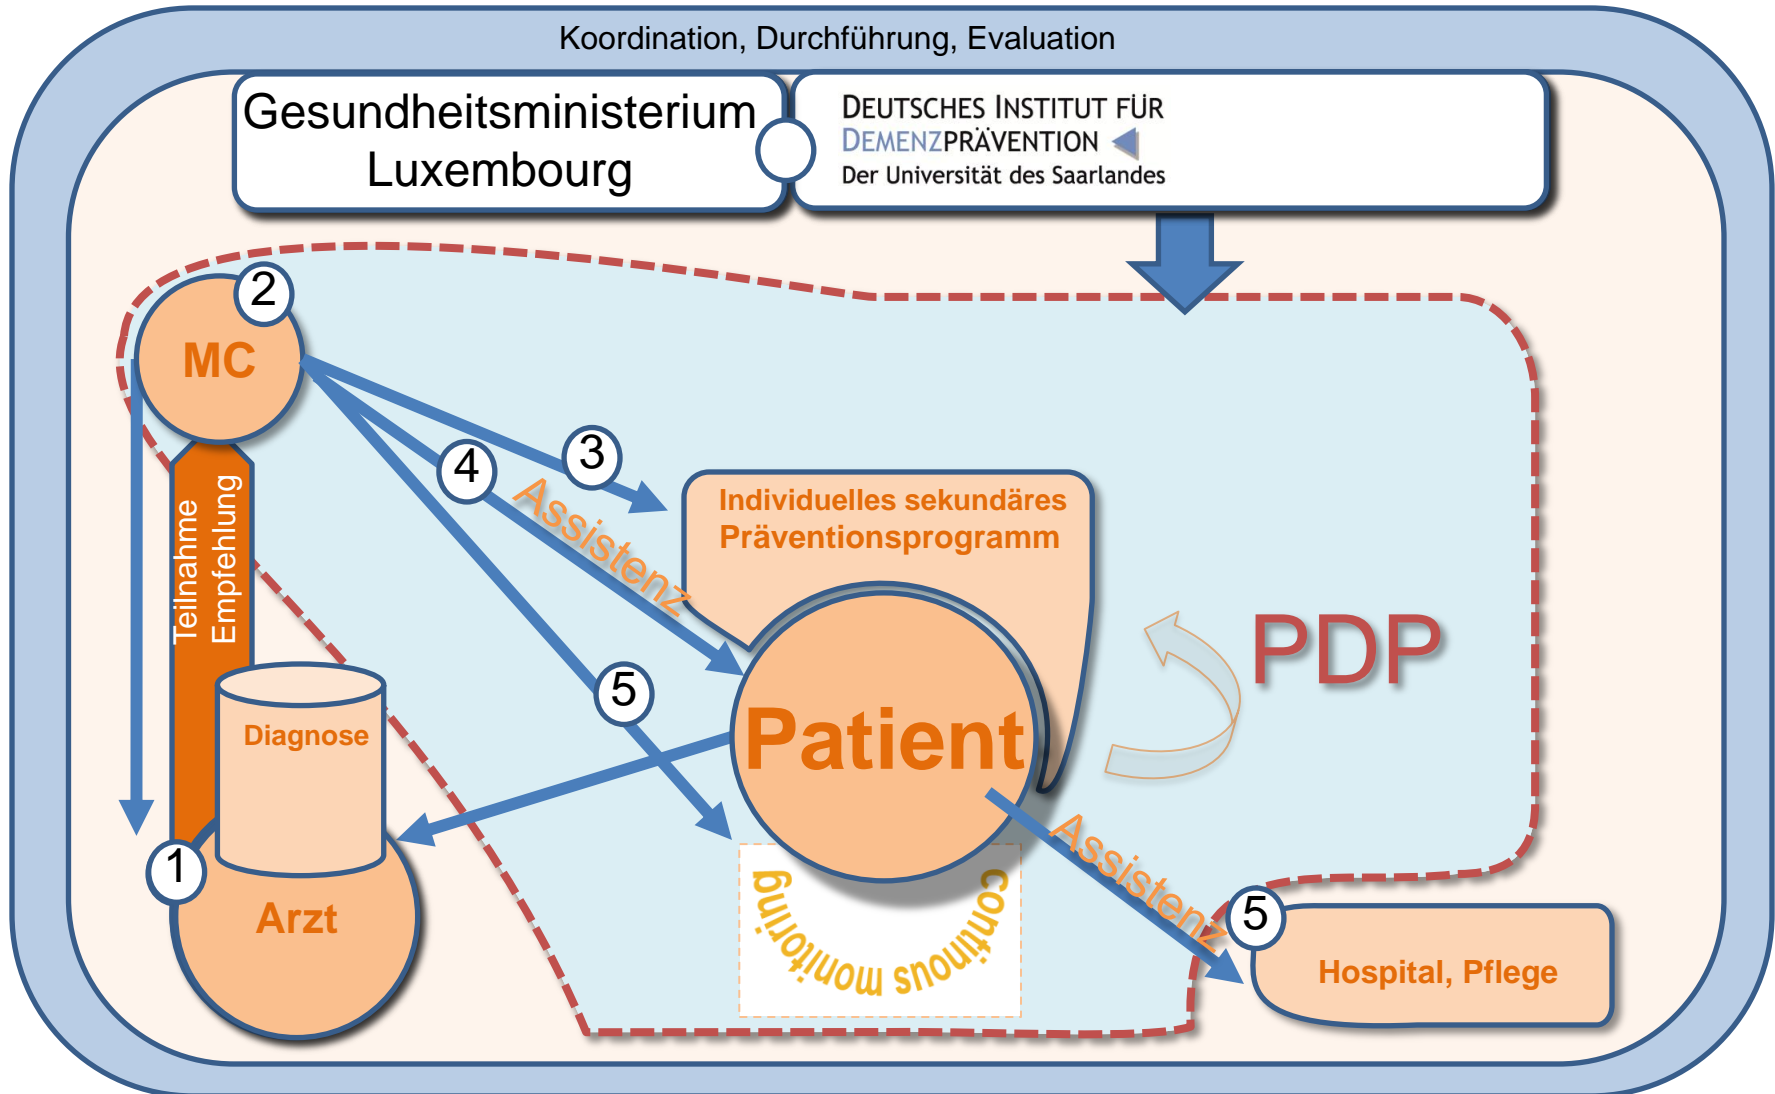 Koordination, Durchführung, Evaluation
Gesundheitsministerium
Luxembourg
DEUTSCHES INSTITUT FÜR
DEMENZPRÄVENTION
Der Universität des Saarlandes
2
MC
3
4
Assistenz
Individuelles sekundäres
Präventionsprogramm
Teilnahme
Empfehlung
PDP
5
Patient
Diagnose
1
Arzt
continous monitoring
Assistenz
5
Hospital, Pflege